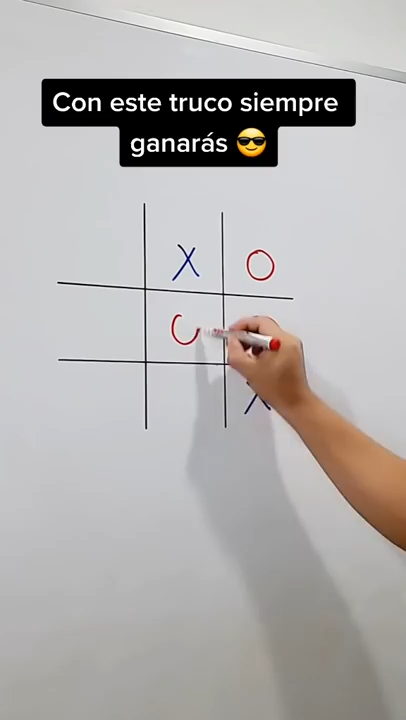 Con este truco siempre
ganarás 😎
X O
O
X